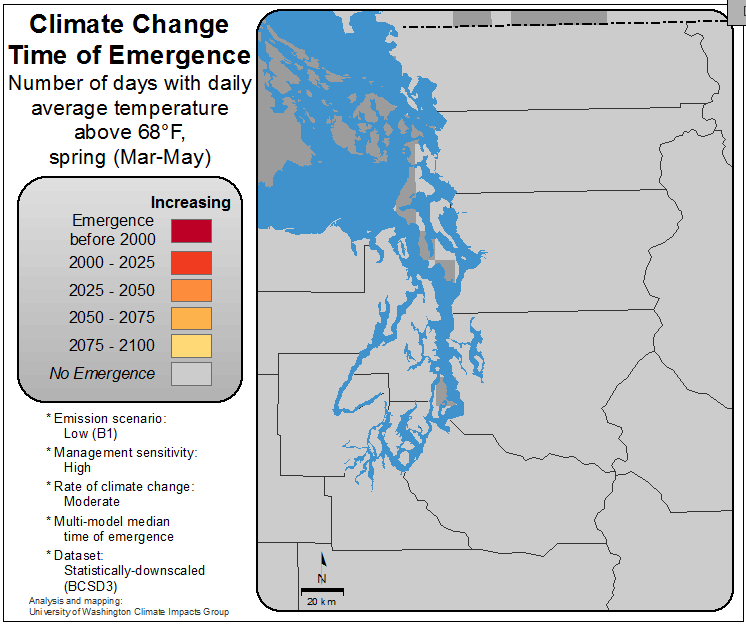 Climate Change
Time of Emergence
Number of days with daily
average temperature
above 68°F,
spring (Mar-May)
Increasing
Emergence
before 2000
2000 - 2025
2025 - 2050
2050 - 2075
2075 - 2100
No Emergence
* Emission scenario:
Low (B1)
* Management sensitivity:
High
* Rate of climate change:
Moderate
* Multi-model median
time of emergence
* Dataset:
Statistically-downscaled
(BCSD3)
Analysis and mapping:
University of Washington Climate Impacts Group
N
20 km